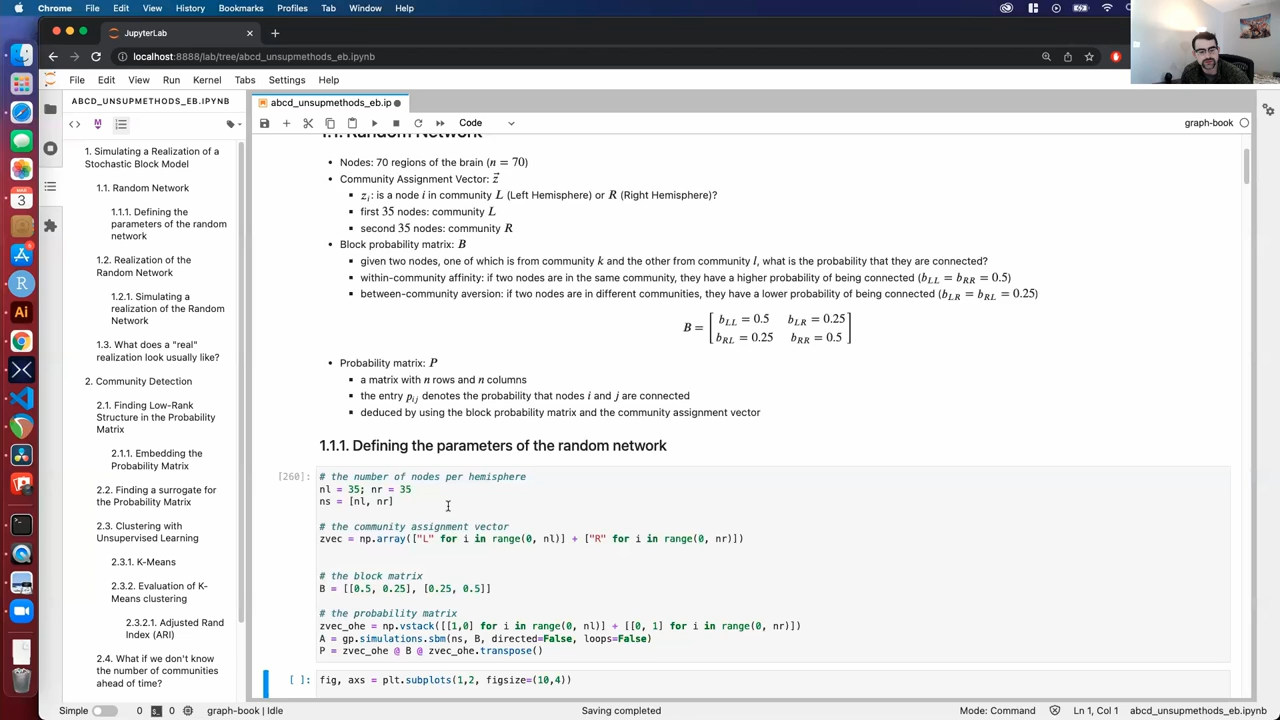 Chrome File Edit View History Bookmarks Profiles Tab Window Help
JupyterLab
localhost:8888/lab/tree/abcd_unsupmethods_eb.ipynb
File Edit View Run Kernel Tabs Settings Help
ABCD_UNSUPMETHODS_EB.IPYNB
1. Simulating a Realization of a
Stochastic Block Model
1.1. Random Network
1.1.1. Defining the
parameters of the random
network
1.2. Realization of the
Random Network
1.2.1. Simulating a
realization of the Random
Network
1.3. What does a "real"
realization look usually like?
2. Community Detection
2.1. Finding Low-Rank
Structure in the Probability
Matrix
2.1.1. Embedding the
Probability Matrix
2.2. Finding a surrogate for
the Probability Matrix
2.3. Clustering with
Unsupervised Learning
2.3.1. K-Means
2.3.2. Evaluation of K-
Means clustering
2.3.2.1. Adjusted Rand
Index (ARI)
2.4. What if we don't know
the number of communities
ahead of time?
abcd_unsupmethods_eb.ip
Code
graph-book
1.1. Random Network
• Nodes: 70 regions of the brain (n = 70)
• Community Assignment Vector: z⃗
▪ zᵢ: is a node i in community L (Left Hemisphere) or R (Right Hemisphere)?
▪ first 35 nodes: community L
▪ second 35 nodes: community R
• Block probability matrix: B
▪ given two nodes, one of which is from community k and the other from community l, what is the probability that they are connected?
▪ within-community affinity: if two nodes are in the same community, they have a higher probability of being connected (b_LL = b_RR = 0.5)
▪ between-community aversion: if two nodes are in different communities, they have a lower probability of being connected (b_LR = b_RL = 0.25)
B = [ b_LL = 0.5 b_LR = 0.25
b_RL = 0.25 b_RR = 0.5 ]
• Probability matrix: P
▪ a matrix with n rows and n columns
▪ the entry p_ij denotes the probability that nodes i and j are connected
▪ deduced by using the block probability matrix and the community assignment vector
1.1.1. Defining the parameters of the random network
[260]:
# the number of nodes per hemisphere
nl = 35; nr = 35
ns = [nl, nr]
# the community assignment vector
zvec = np.array(["L" for i in range(0, nl)] + ["R" for i in range(0, nr)])
# the block matrix
B = [[0.5, 0.25], [0.25, 0.5]]
# the probability matrix
zvec_ohe = np.vstack([[1,0] for i in range(0, nl)] + [[0, 1] for i in range(0, nr)])
A = gp.simulations.sbm(ns, B, directed=False, loops=False)
P = zvec_ohe @ B @ zvec_ohe.transpose()
[ ]: fig, axs = plt.subplots(1,2, figsize=(10,4))
Simple 0 0 graph-book | Idle Saving completed Mode: Command Ln 1, Col 1 abcd_unsupmethods_eb.ipynb